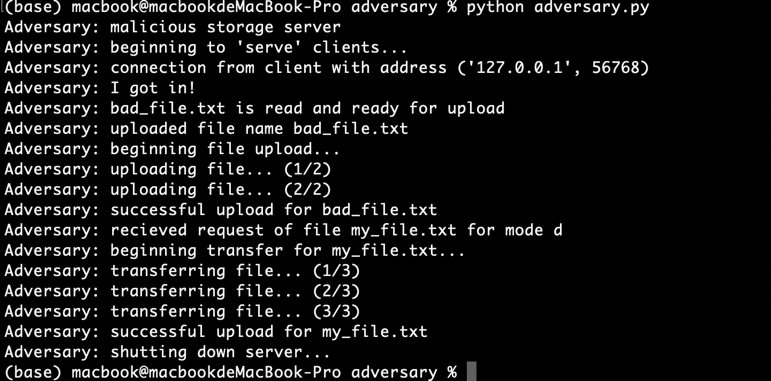 (base) macbook@macbookdeMacBook-Pro adversary % python adversary.py
Adversary: malicious storage server
Adversary: beginning to 'serve' clients...
Adversary: connection from client with address ('127.0.0.1', 56768)
Adversary: I got in!
Adversary: bad_file.txt is read and ready for upload
Adversary: uploaded file name bad_file.txt
Adversary: beginning file upload...
Adversary: uploading file... (1/2)
Adversary: uploading file... (2/2)
Adversary: successful upload for bad_file.txt
Adversary: recieved request of file my_file.txt for mode d
Adversary: beginning transfer for my_file.txt...
Adversary: transferring file... (1/3)
Adversary: transferring file... (2/3)
Adversary: transferring file... (3/3)
Adversary: successful upload for my_file.txt
Adversary: shutting down server...
(base) macbook@macbookdeMacBook-Pro adversary %